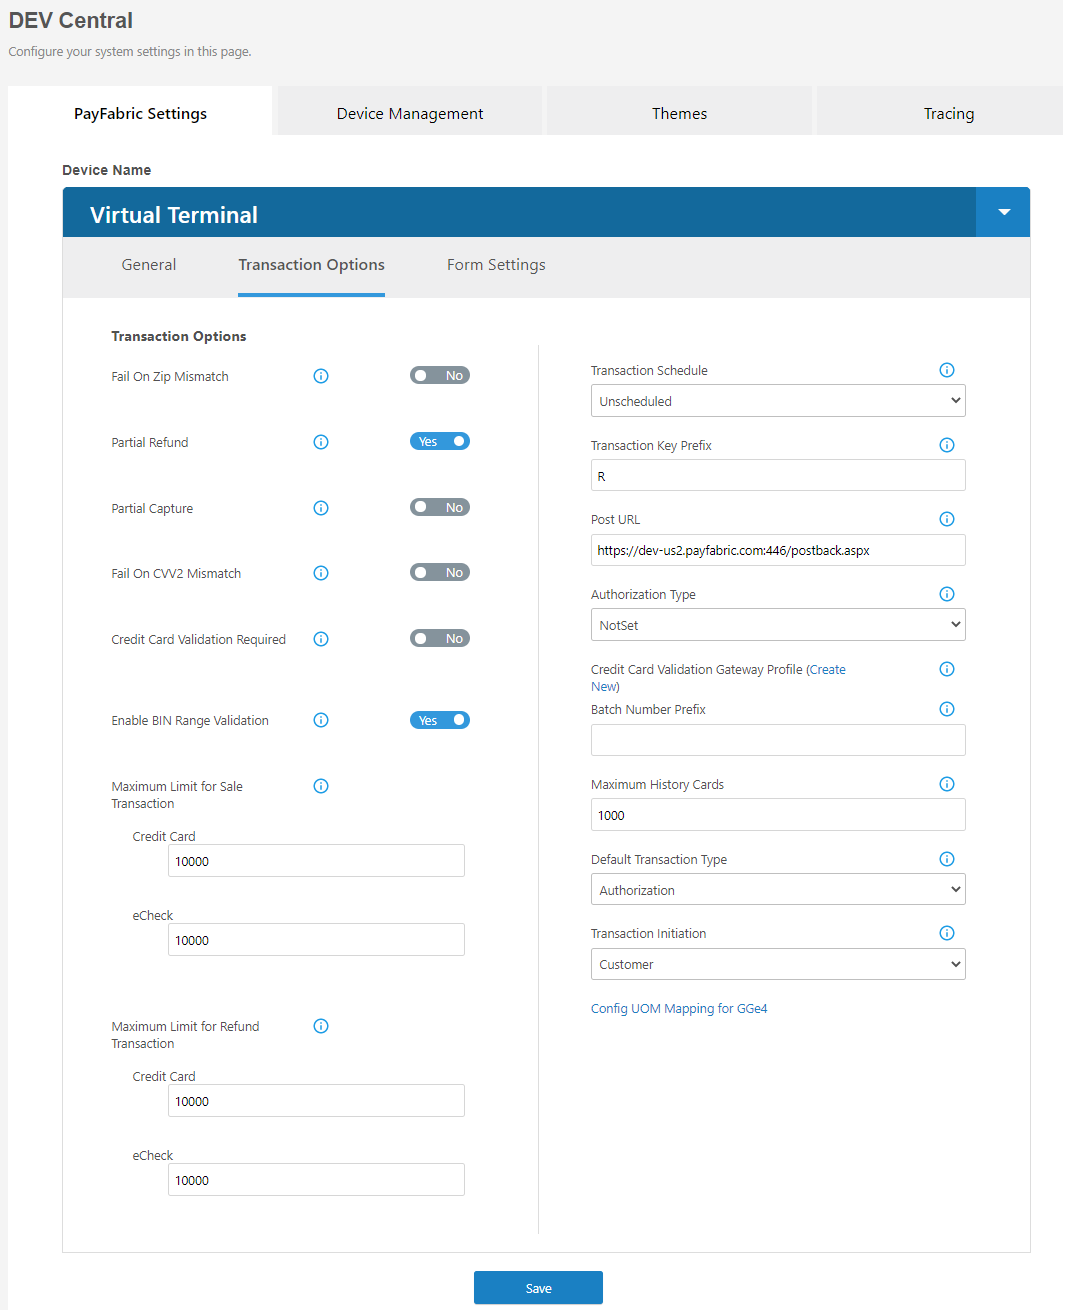 DEV Central
Configure your system settings in this page.
PayFabric Settings
Device Management
Themes
Tracing
Device Name
Virtual Terminal
General
Transaction Options
Form Settings
Transaction Options
Fail On Zip Mismatch
No
Partial Refund
Yes
Partial Capture
No
Fail On CVV2 Mismatch
No
Credit Card Validation Required
No
Enable BIN Range Validation
Yes
Maximum Limit for Sale
Transaction
Credit Card
10000
eCheck
10000
Maximum Limit for Refund
Transaction
Credit Card
10000
eCheck
10000
Transaction Schedule
Unscheduled
Transaction Key Prefix
R
Post URL
https://dev-us2.payfabric.com:446/postback.aspx
Authorization Type
NotSet
Credit Card Validation Gateway Profile (Create
New)
Batch Number Prefix
Maximum History Cards
1000
Default Transaction Type
Authorization
Transaction Initiation
Customer
Config UOM Mapping for GGe4
Save